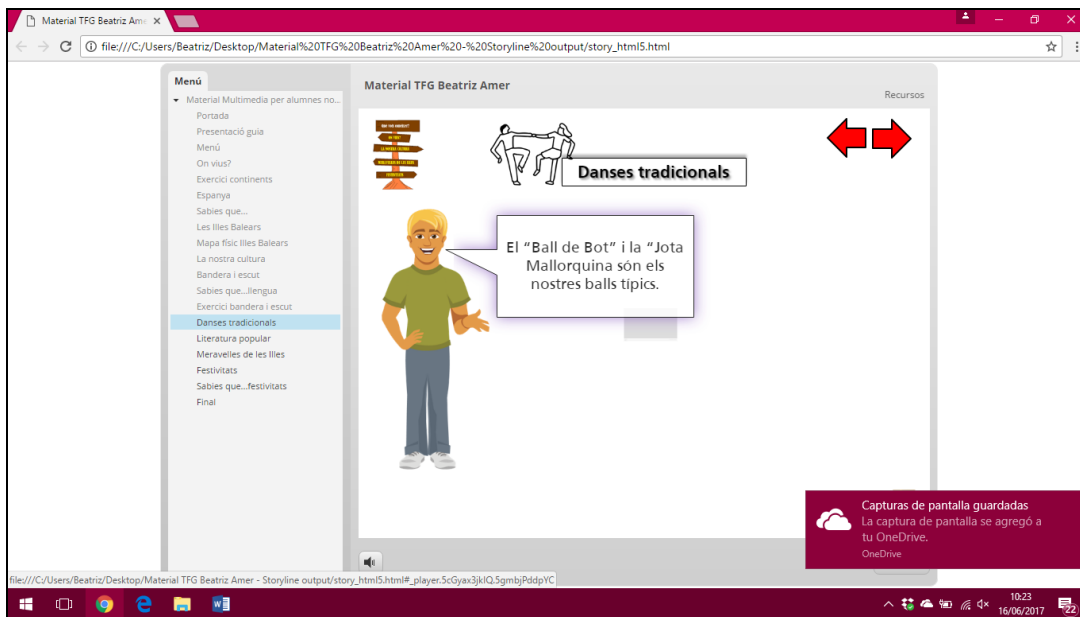 Material TFG Beatriz Am
file:///C:/Users/Beatriz/Desktop/Material%20TFG%20Beatriz%20Amer%20-%20Storyline%20output/story_html5.html
Menú
Material Multimedia per alumnes no...
Portada
Presentació guia
Menú
On vius?
Exercici continents
Espanya
Sabies que...
Les Illes Balears
Mapa físic Illes Balears
La nostra cultura
Bandera i escut
Sabies que...llengua
Exercici bandera i escut
Danses tradicionals
Literatura popular
Meravelles de les Illes
Festivitats
Sabies que...festivitats
Final
Material TFG Beatriz Amer
Recursos
Danses tradicionals
El “Ball de Bot” i la “Jota
Mallorquina són els
nostres balls típics.
Capturas de pantalla guardadas
La captura de pantalla se agregó a
tu OneDrive.
OneDrive
file:///C:/Users/Beatriz/Desktop/Material TFG Beatriz Amer - Storyline output/story_html5.html#_player.5cGyax3jkIQ.5gmbjPddpYC
10:23
16/06/2017
22